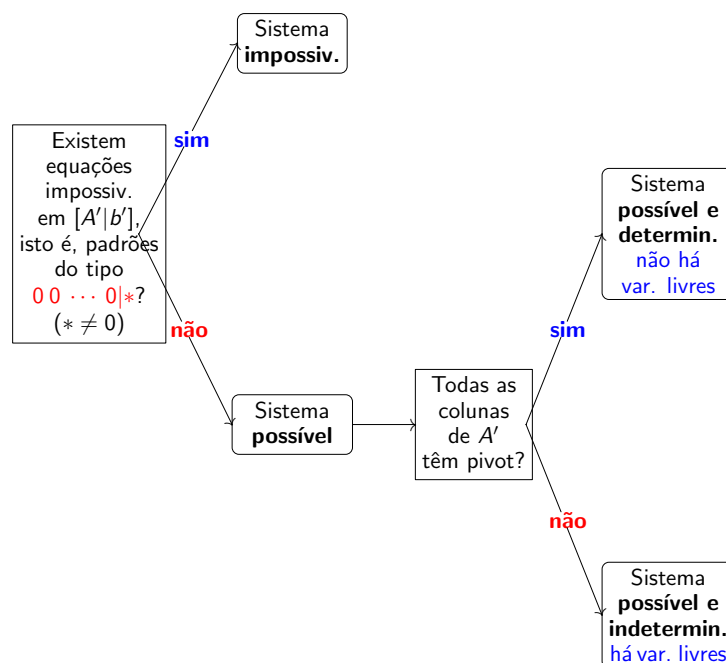 Sistema
impossiv.
sim
Existem
equações
impossiv.
em [A′|b′],
isto é, padrões
do tipo
0 0 ⋯ 0|∗?
(∗ ≠ 0)
não
Sistema
possível
Todas as
colunas
de A′
têm pivot?
sim
Sistema
possível e
determin.
não há
var. livres
não
Sistema
possível e
indetermin.
há var. livres